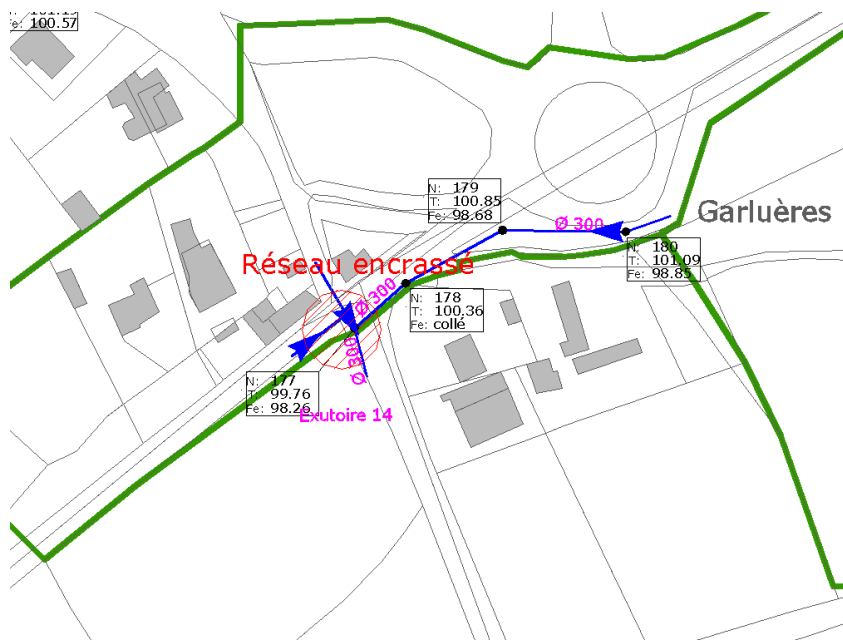 Fe: 100.57
N: 179
T: 100.85
Fe: 98.68
Garluères
Ø 300
N: 180
T: 101.09
Fe: 98.85
Réseau encrassé
Ø 300
N: 178
T: 100.36
Fe: collé
Ø 300
N: 177
T: 99.76
Fe: 98.26
Exutoire 14